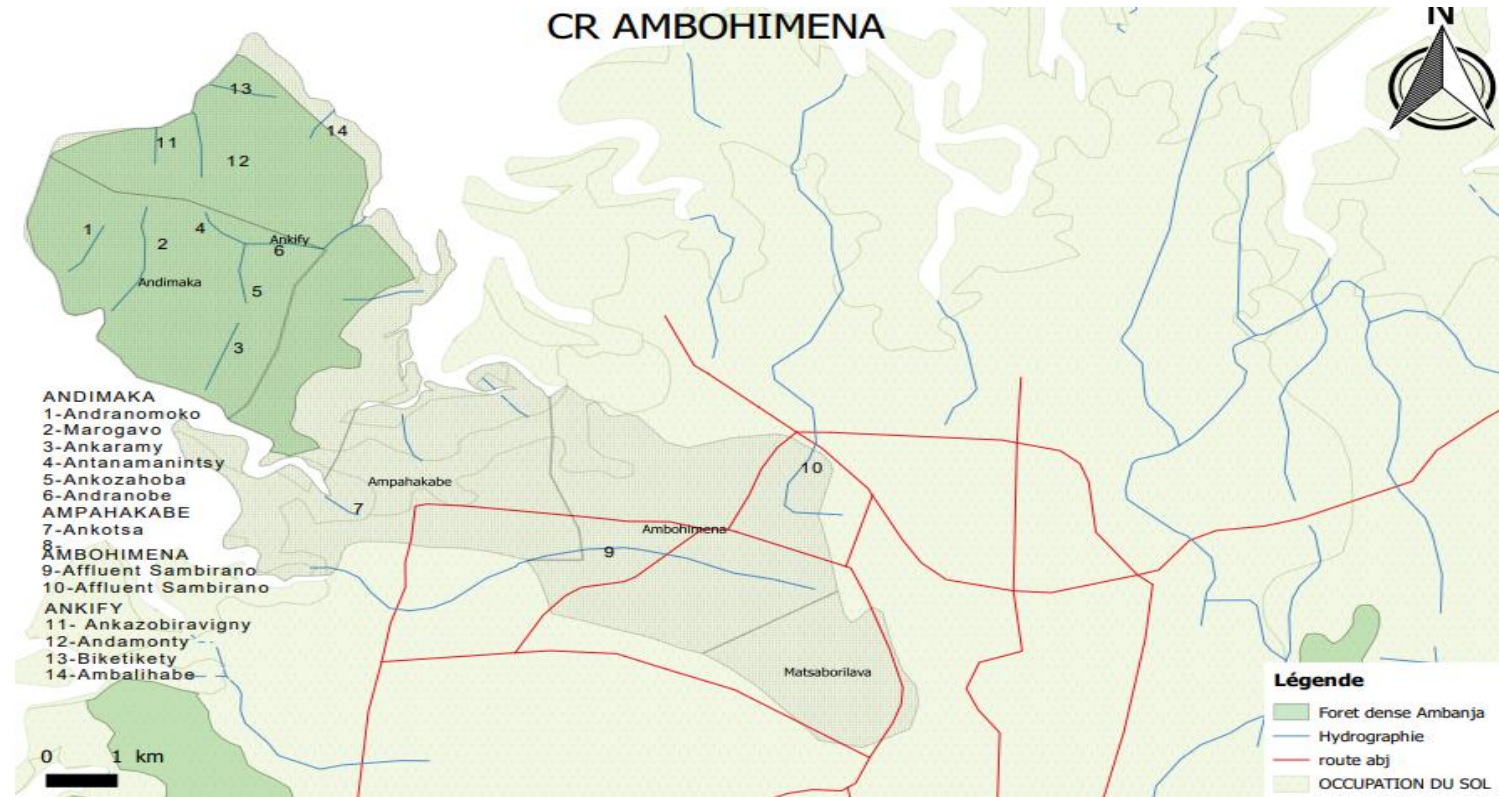 CR AMBOHIMENA
N
13
14
11
12
1
2
4
Ankify
6
Andimaka
5
3
ANDIMAKA
1-Andranomoko
2-Marogavo
3-Ankaramy
4-Antanamanintsy
5-Ankozahoba
6-Andranobe
AMPAHAKABE
7-Ankotsa
8-
AMBOHIMENA
9-Affluent Sambirano
10-Affluent Sambirano
ANKIFY
11- Ankazobiravigny
12-Andamonty
13-Biketikety
14-Ambalihabe
10
Ampahakabe
7
Ambohimena
9
Matsaborilava
0 1 km
Légende
Foret dense Ambanja
Hydrographie
route abj
OCCUPATION DU SOL